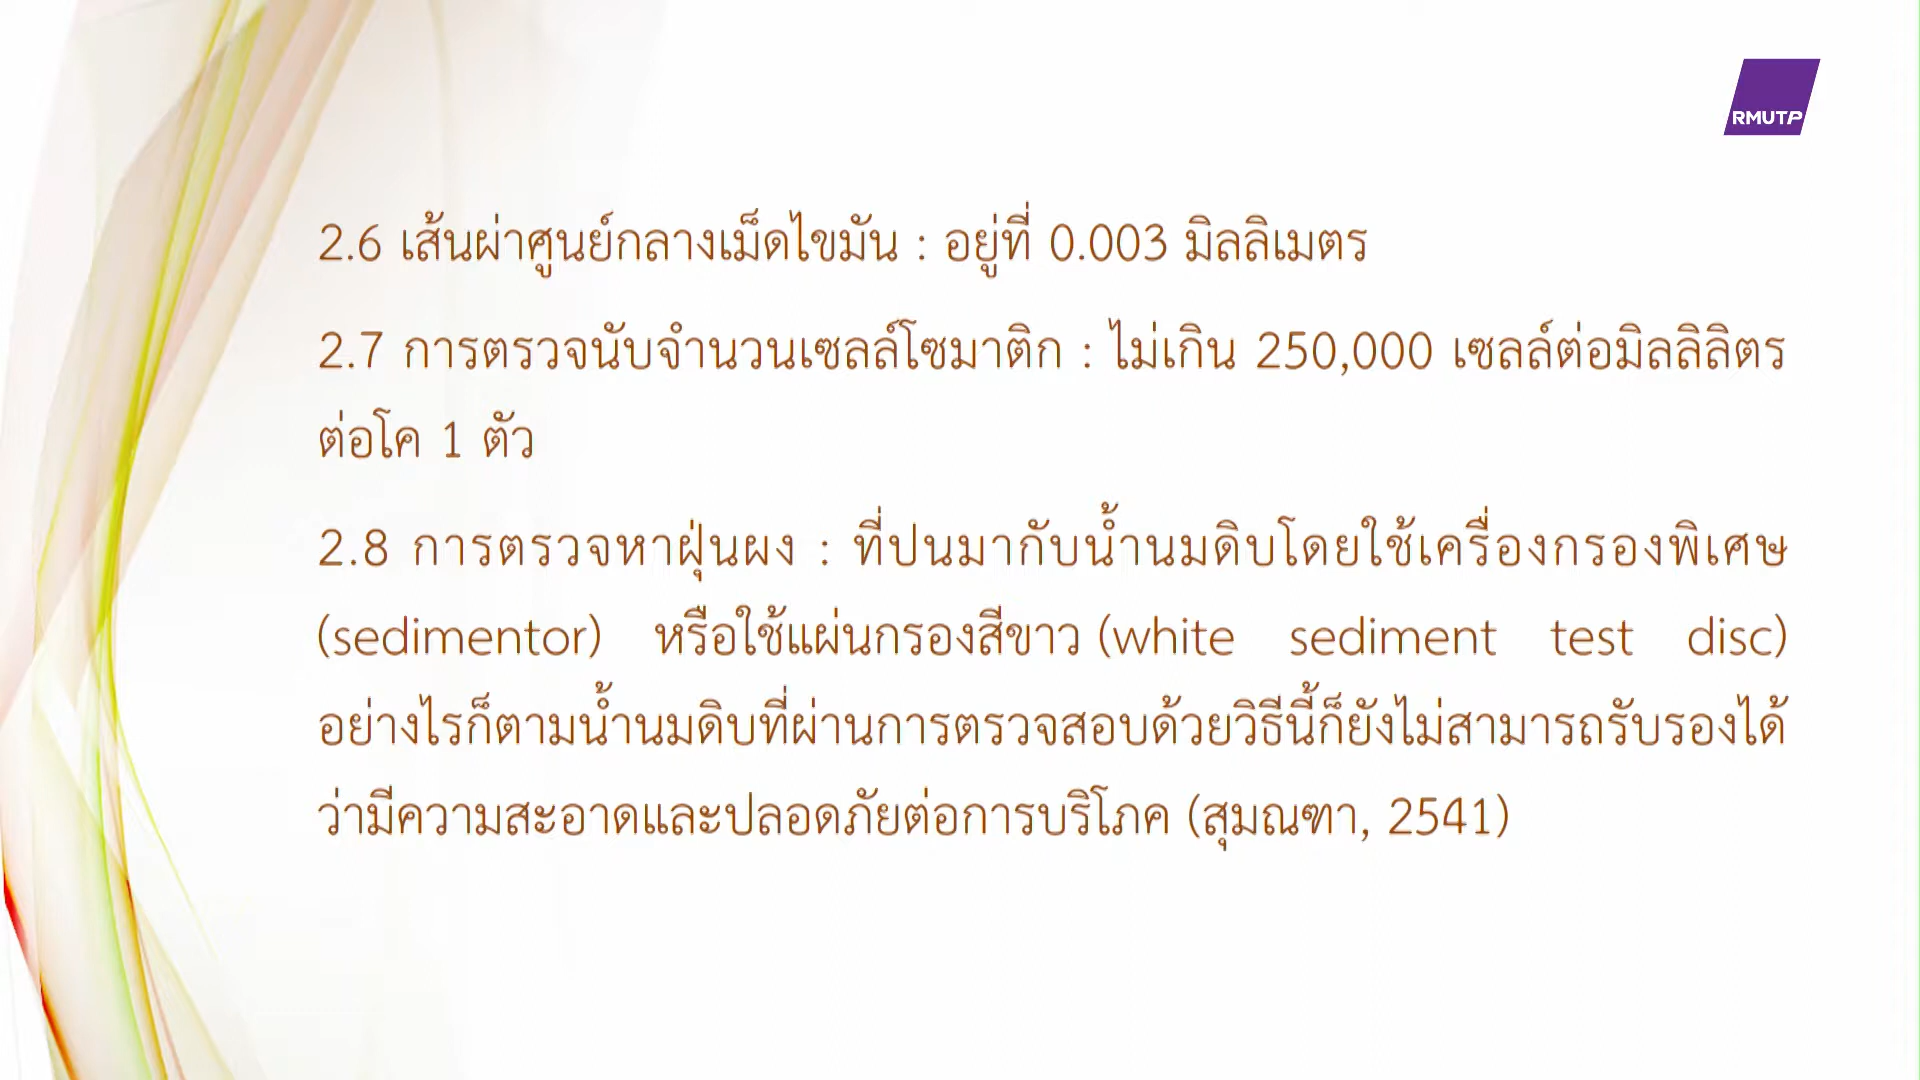 RMUTP
2.6 เส้นผ่าศูนย์กลางเม็ดไขมัน : อยู่ที่ 0.003 มิลลิเมตร
2.7 การตรวจนับจำนวนเซลล์โซมาติก : ไม่เกิน 250,000 เซลล์ต่อมิลลิลิตร
ต่อโค 1 ตัว
2.8 การตรวจหาฝุ่นผง : ที่ปนมากับน้ำนมดิบโดยใช้เครื่องกรองพิเศษ
(sedimentor) หรือใช้แผ่นกรองสีขาว (white sediment test disc)
อย่างไรก็ตามน้ำนมดิบที่ผ่านการตรวจสอบด้วยวิธีนี้ก็ยังไม่สามารถรับรองได้
ว่ามีความสะอาดและปลอดภัยต่อการบริโภค (สุมณฑา, 2541)